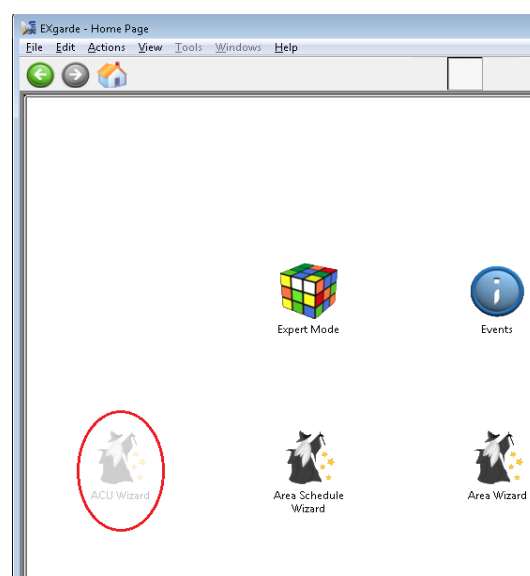 EXgarde - Home Page
File Edit Actions View Tools Windows Help
Expert Mode
Events
ACU Wizard
Area Schedule
Wizard
Area Wizard